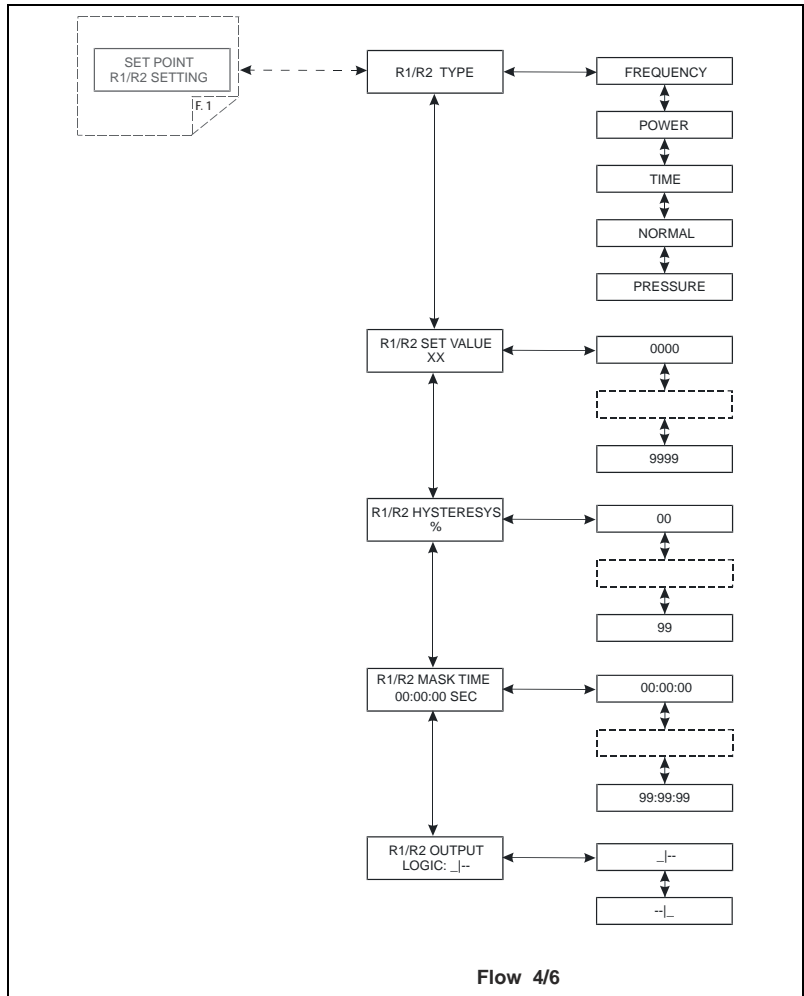 SET POINT
R1/R2 SETTING
F. 1
R1/R2 TYPE
FREQUENCY
POWER
TIME
NORMAL
PRESSURE
R1/R2 SET VALUE
XX
0000
9999
R1/R2 HYSTERESYS
%
00
99
R1/R2 MASK TIME
00:00:00 SEC
00:00:00
99:99:99
R1/R2 OUTPUT
LOGIC: _|--
_|--
--|_
Flow 4/6